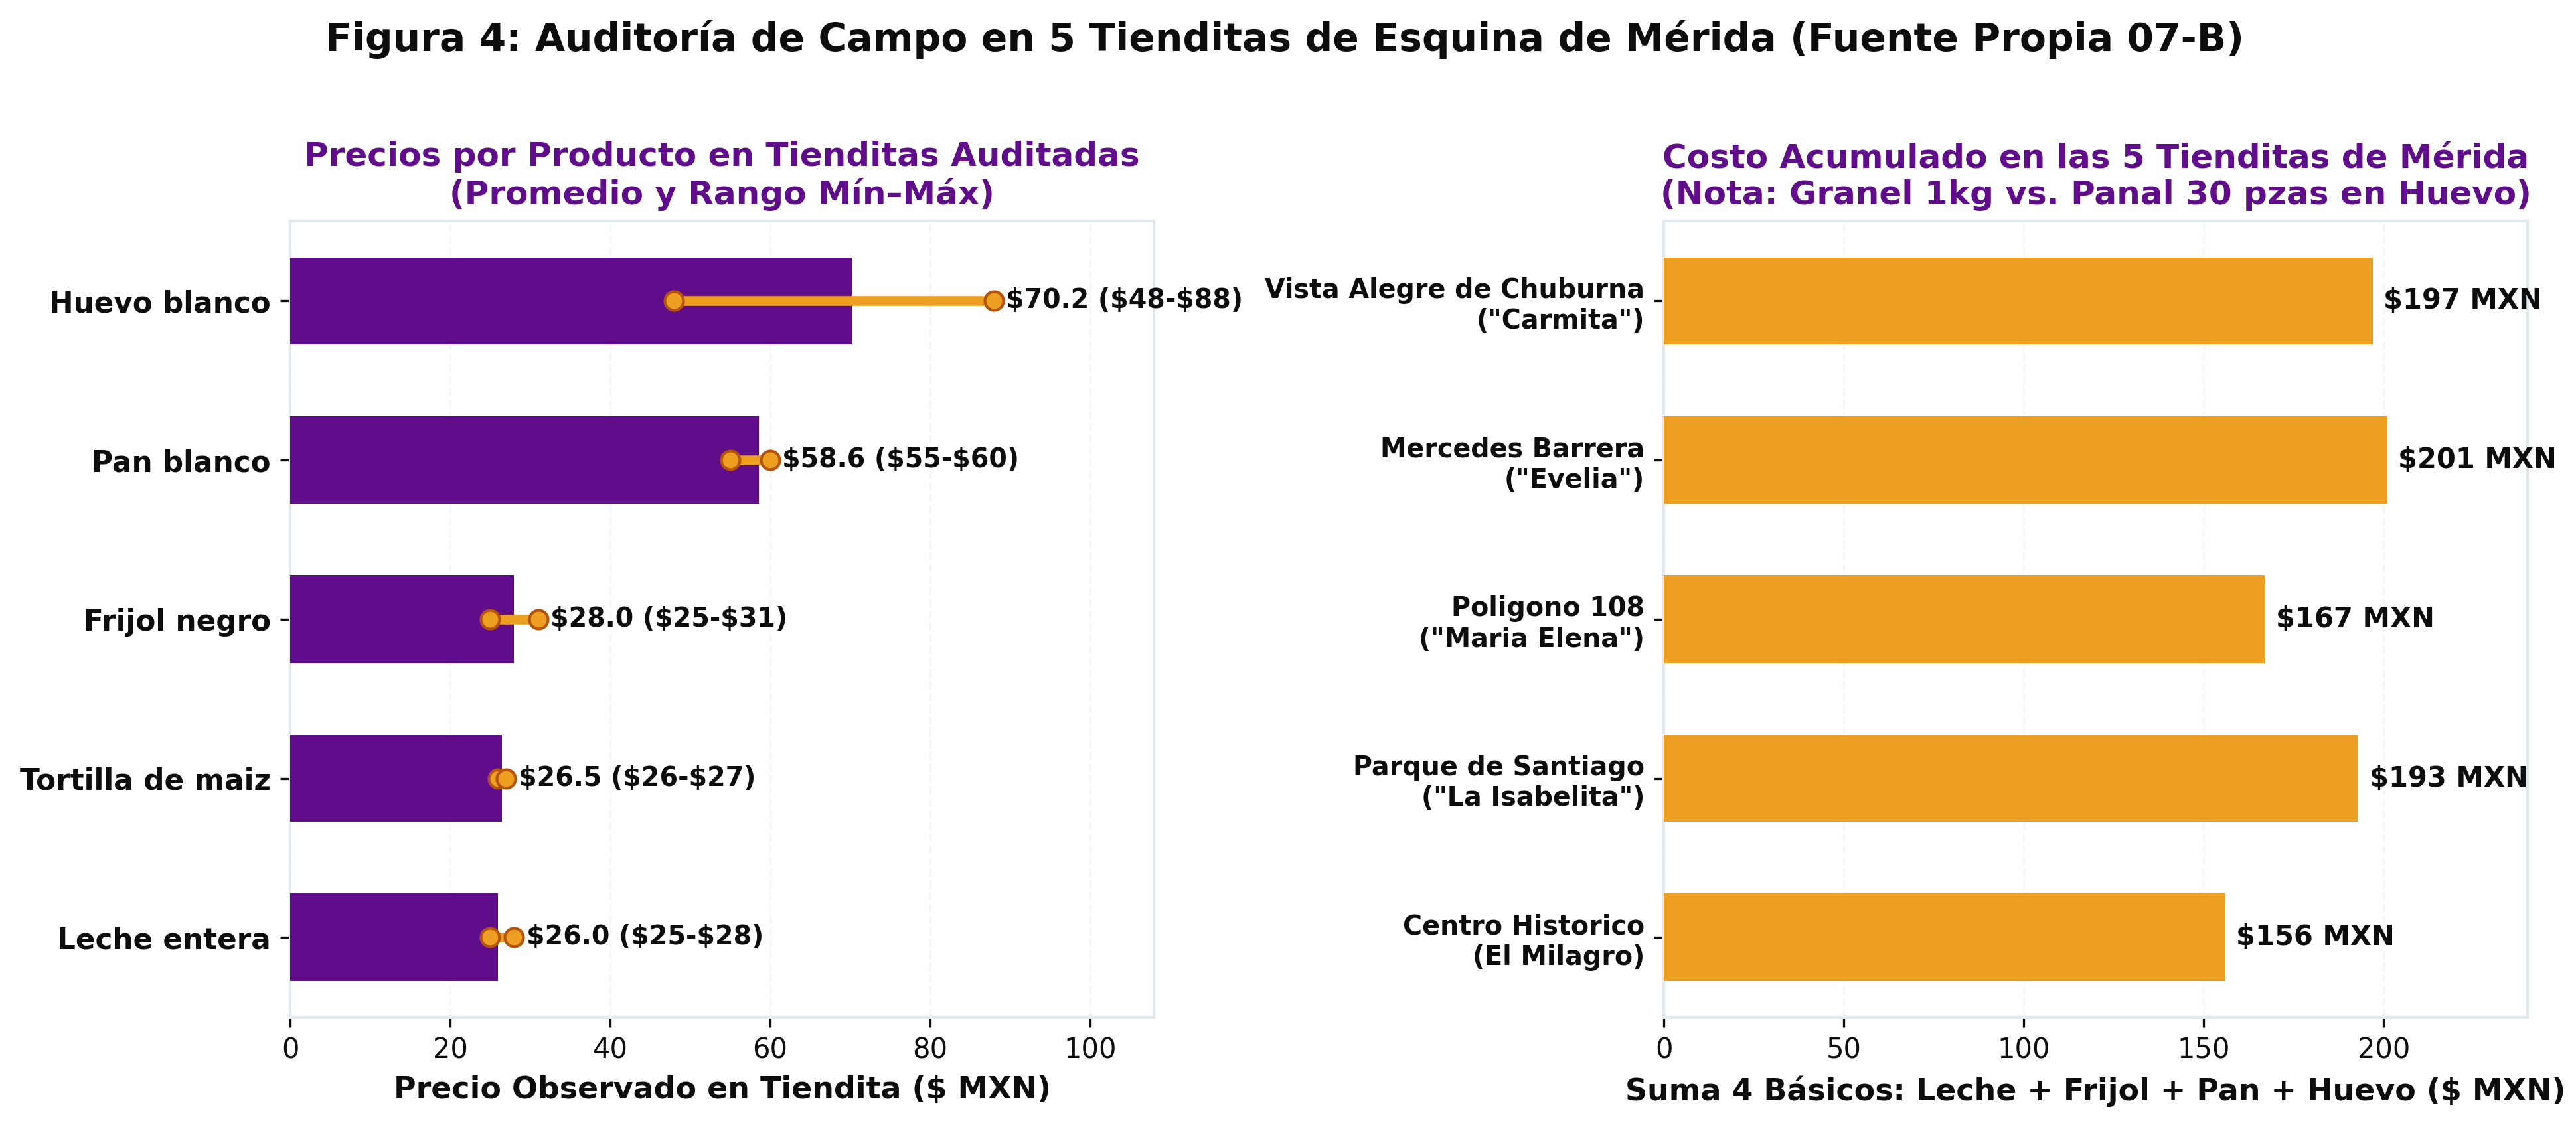 Figura 4: Auditoría de Campo en 5 Tienditas de Esquina de Mérida (Fuente Propia 07-B)
Precios por Producto en Tienditas Auditadas
(Promedio y Rango Mín–Máx)
Huevo blanco
$70.2 ($48-$88)
Pan blanco
$58.6 ($55-$60)
Frijol negro
$28.0 ($25-$31)
Tortilla de maiz
$26.5 ($26-$27)
Leche entera
$26.0 ($25-$28)
0 20 40 60 80 100
Precio Observado en Tiendita ($ MXN)
Costo Acumulado en las 5 Tienditas de Mérida
(Nota: Granel 1kg vs. Panal 30 pzas en Huevo)
Vista Alegre de Chuburna
("Carmita")
$197 MXN
Mercedes Barrera
("Evelia")
$201 MXN
Poligono 108
("Maria Elena")
$167 MXN
Parque de Santiago
("La Isabelita")
$193 MXN
Centro Historico
(El Milagro)
$156 MXN
0 50 100 150 200
Suma 4 Básicos: Leche + Frijol + Pan + Huevo ($ MXN)